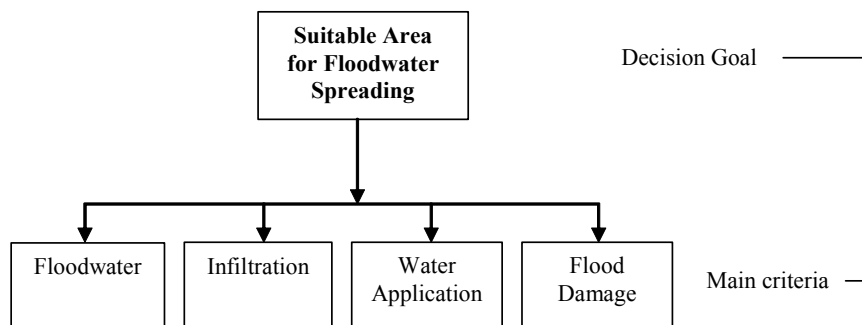 Suitable Area
for Floodwater
Spreading
Decision Goal
Floodwater
Infiltration
Water
Application
Flood
Damage
Main criteria